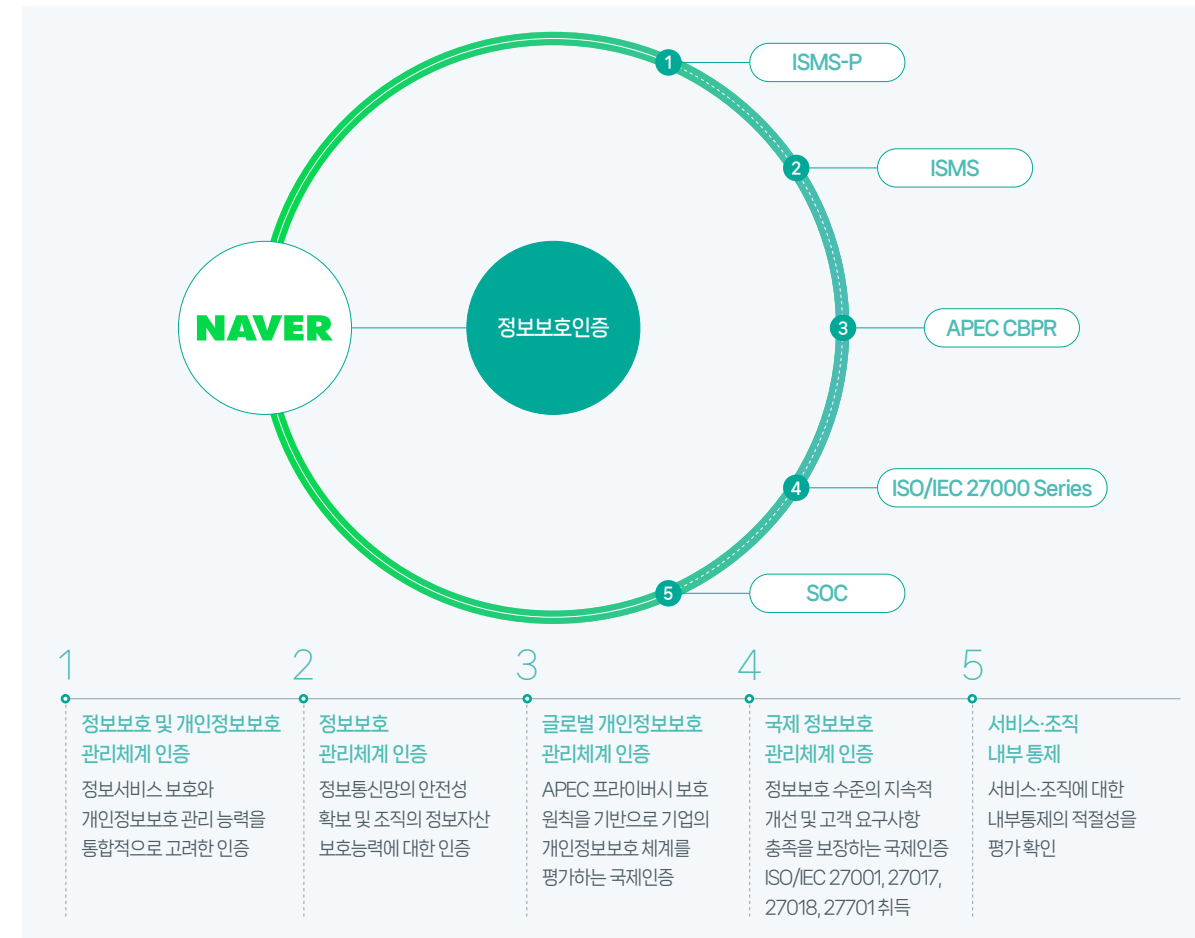 1
ISMS-P
2
ISMS
NAVER
정보보호인증
3
APEC CBPR
4
ISO/IEC 27000 Series
5
SOC
1
정보보호 및 개인정보보호
관리체계 인증
정보서비스 보호와
개인정보보호 관리 능력을
통합적으로 고려한 인증
2
정보보호
관리체계 인증
정보통신망의 안전성
확보 및 조직의 정보자산
보호능력에 대한 인증
3
글로벌 개인정보보호
관리체계 인증
APEC 프라이버시 보호
원칙을 기반으로 기업의
개인정보보호 체계를
평가하는 국제인증
4
국제 정보보호
관리체계 인증
정보보호 수준의 지속적
개선 및 고객 요구사항
충족을 보장하는 국제인증
ISO/IEC 27001, 27017,
27018, 27701 취득
5
서비스·조직
내부 통제
서비스·조직에 대한
내부통제의 적절성을
평가 확인